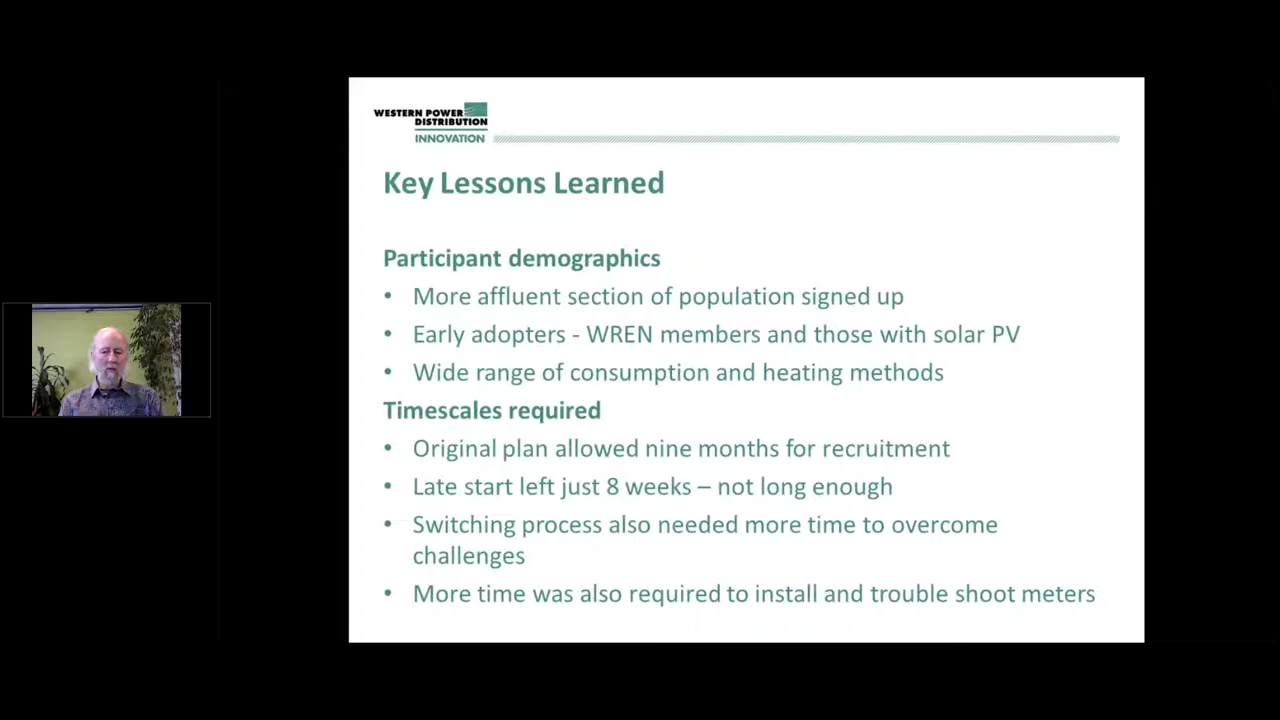 WESTERN POWER
DISTRIBUTION
INNOVATION
Key Lessons Learned
Participant demographics
• More affluent section of population signed up
• Early adopters - WREN members and those with solar PV
• Wide range of consumption and heating methods
Timescales required
• Original plan allowed nine months for recruitment
• Late start left just 8 weeks – not long enough
• Switching process also needed more time to overcome
challenges
• More time was also required to install and trouble shoot meters